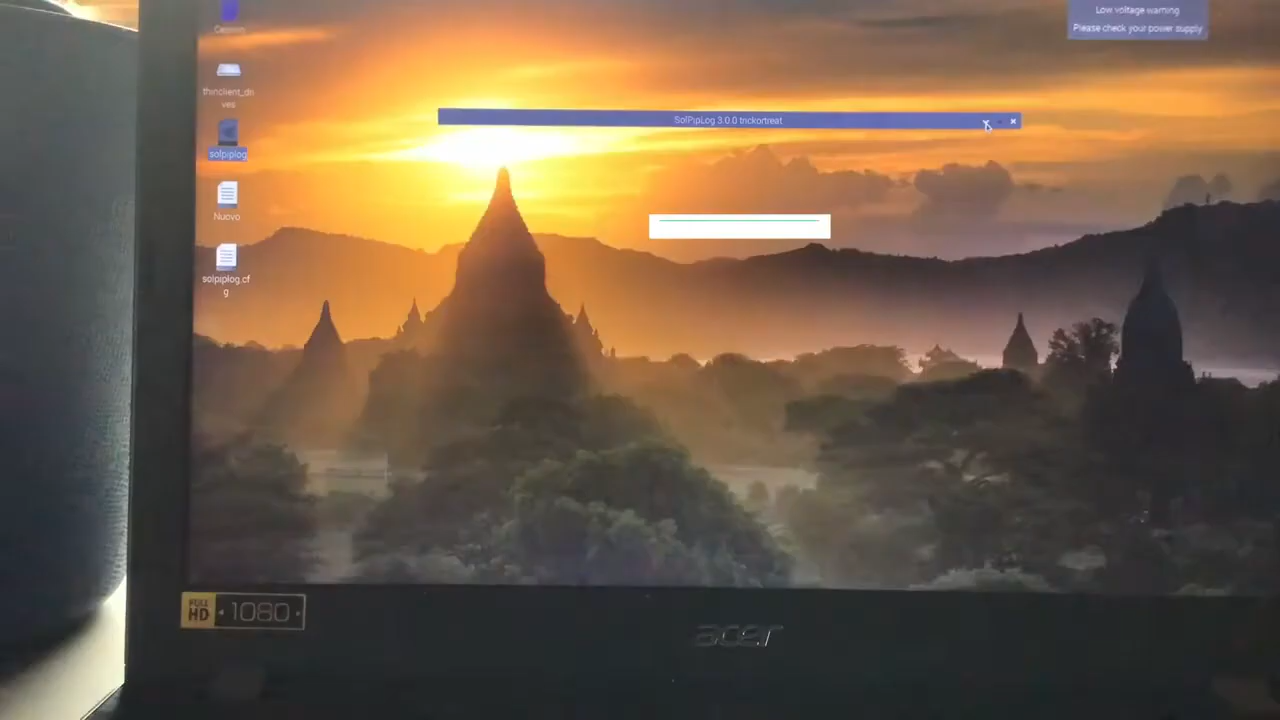 Low voltage warning
Please check your power supply
thinclient_dri
ves
SolPipLog 3.0.0 trickortreat
solpiplog
Nuovo
solpiplog.cf
g
FULL
HD
1080
acer